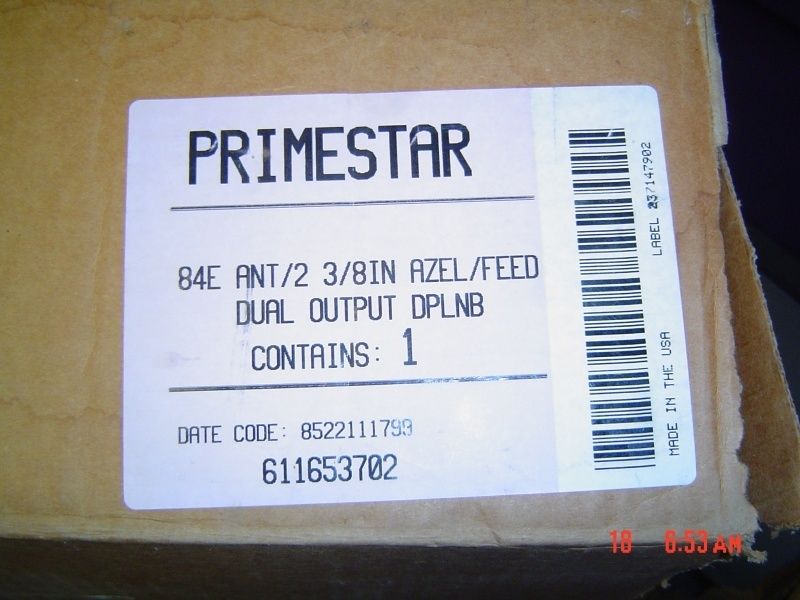 PRIMESTAR
84E ANT/2 3/8IN AZEL/FEED
DUAL OUTPUT DPLNB
CONTAINS: 1
DATE CODE: 8522111799
611653702
LABEL 237147902
MADE IN THE USA
18 8:53 AM